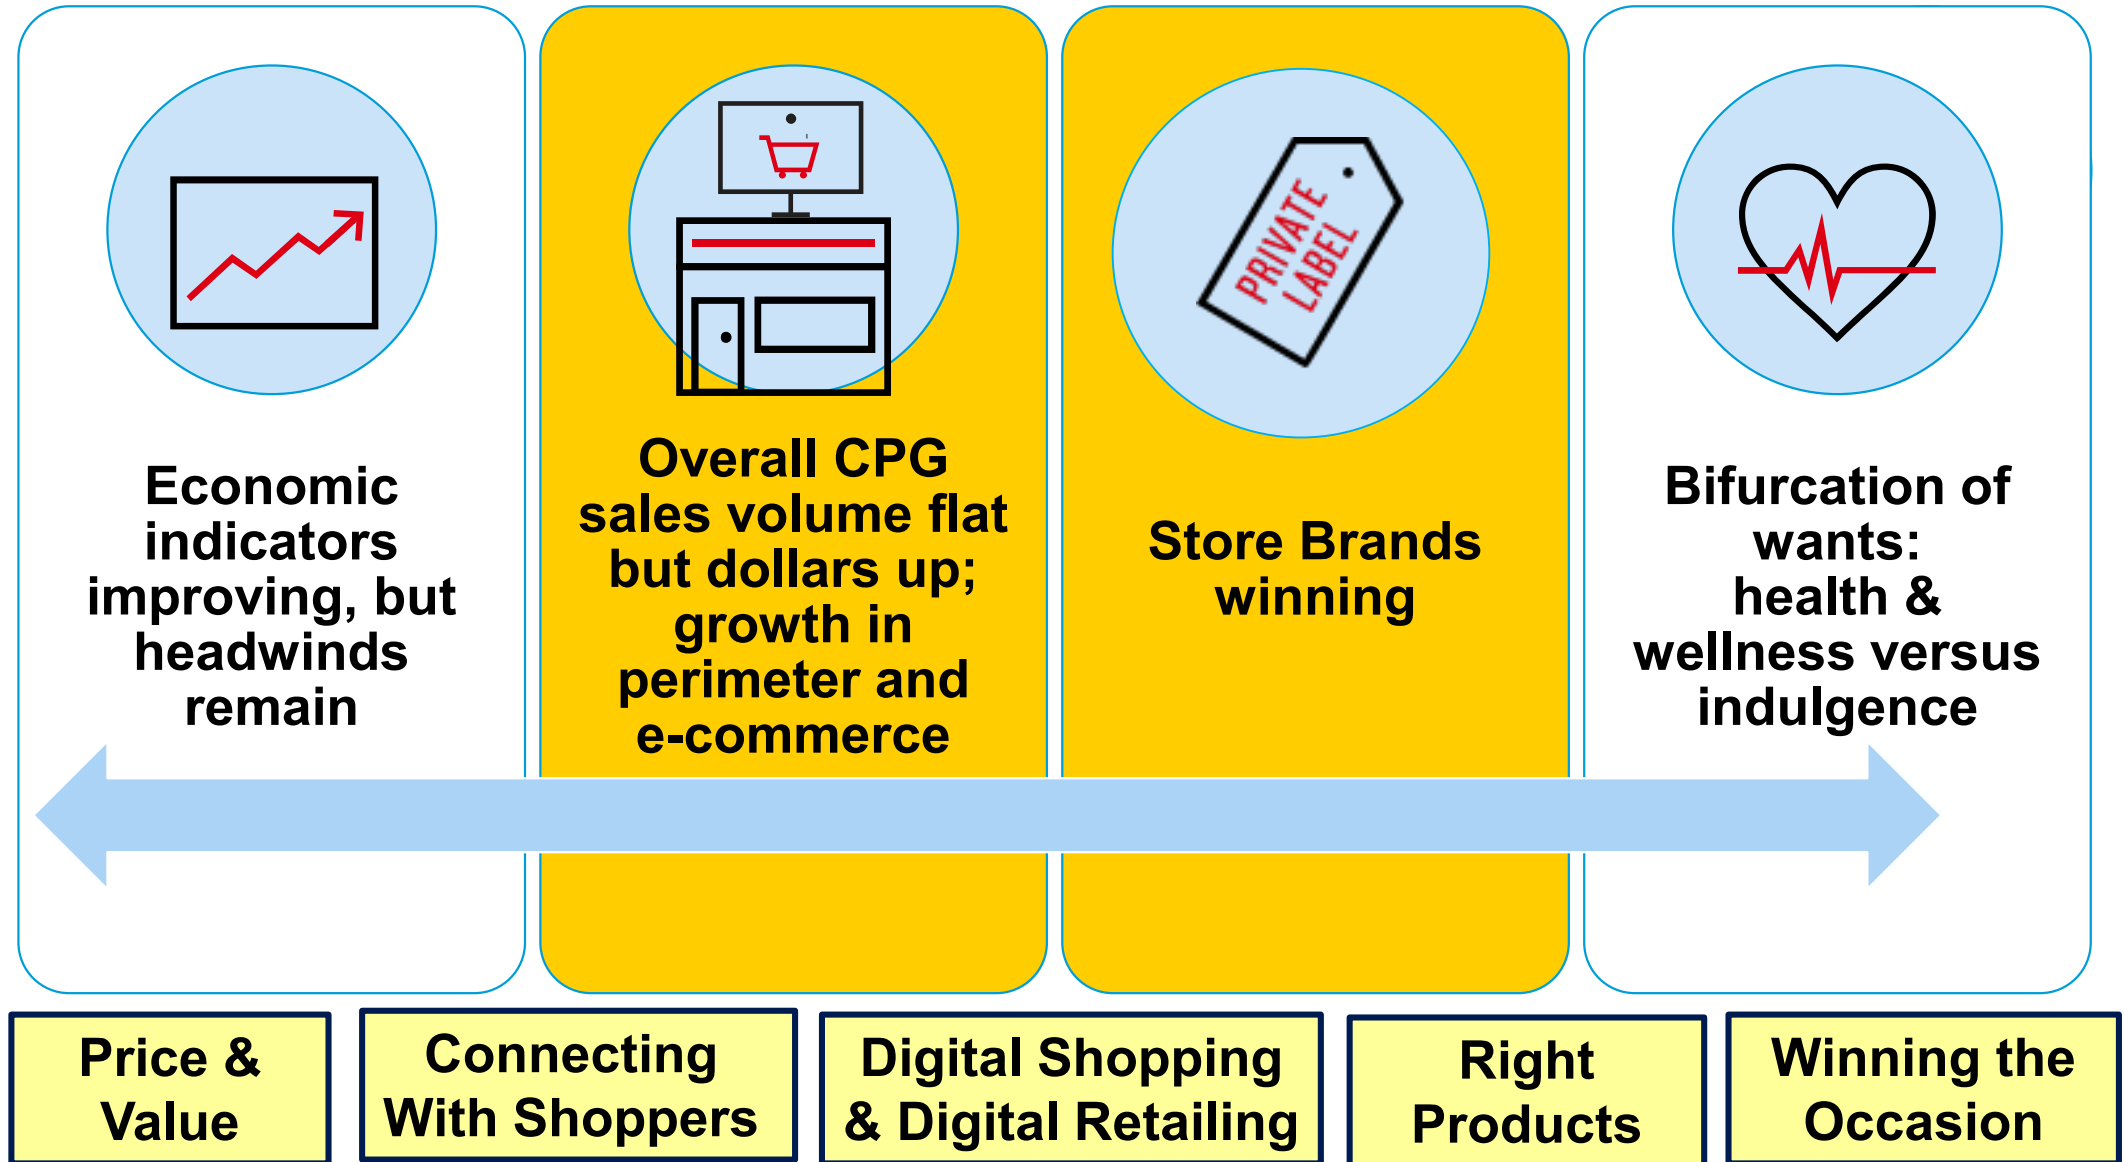 PRIVATE
LABEL
Economic
indicators
improving, but
headwinds
remain
Overall CPG
sales volume flat
but dollars up;
growth in
perimeter and
e-commerce
Store Brands
winning
Bifurcation of
wants:
health &
wellness versus
indulgence
Price &
Value
Connecting
With Shoppers
Digital Shopping
& Digital Retailing
Right
Products
Winning the
Occasion